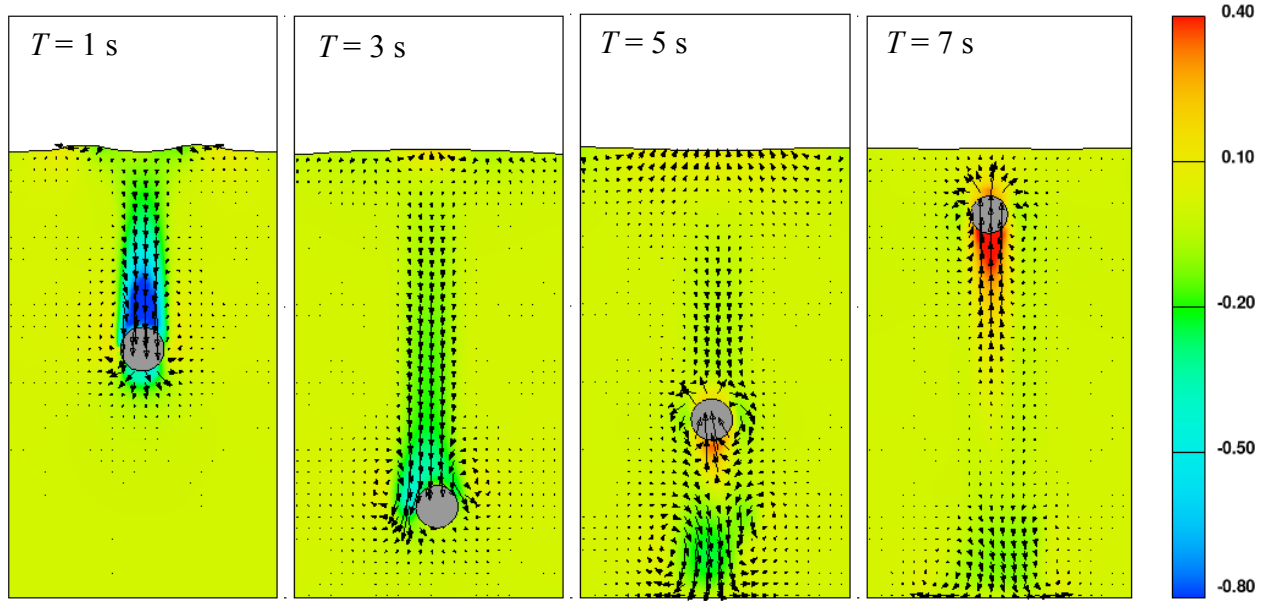 T = 1 s
T = 3 s
T = 5 s
T = 7 s
0.40
0.10
-0.20
-0.50
-0.80